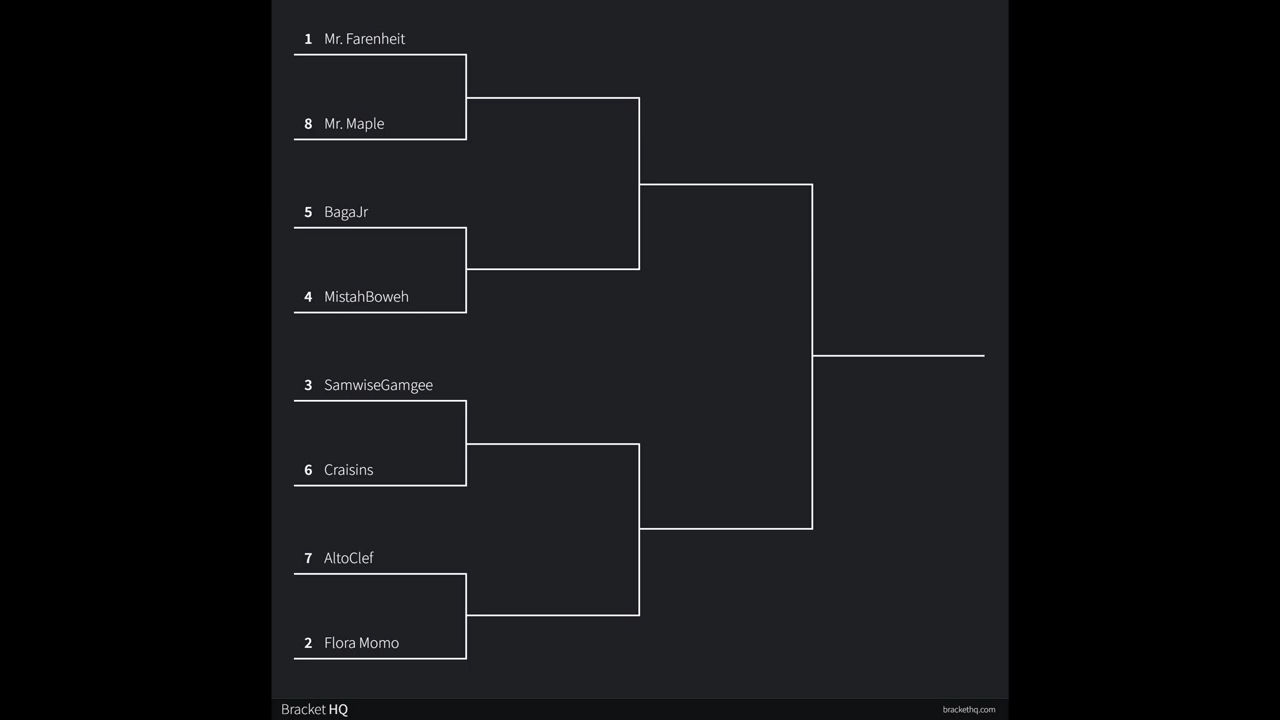 1 Mr. Farenheit
8 Mr. Maple
5 BagaJr
4 MistahBoweh
3 SamwiseGamgee
6 Craisins
7 AltoClef
2 Flora Momo
Bracket HQ
brackethq.com